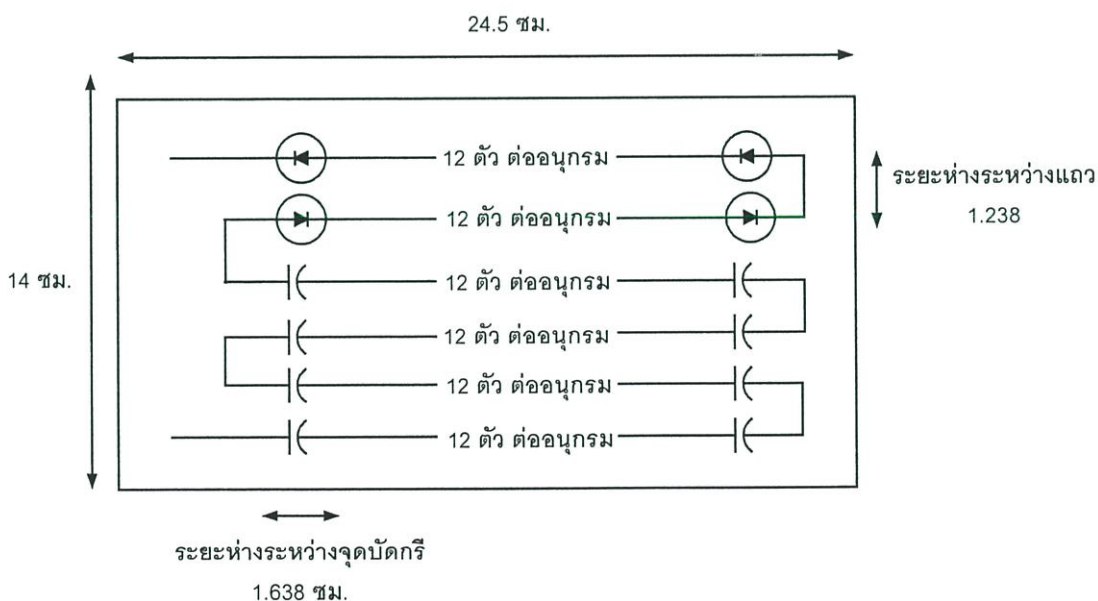 24.5 ซม.
12 ตัว ต่ออนุกรม
ระยะห่างระหว่างแถว
12 ตัว ต่ออนุกรม
1.238
14 ซม.
12 ตัว ต่ออนุกรม
12 ตัว ต่ออนุกรม
12 ตัว ต่ออนุกรม
12 ตัว ต่ออนุกรม
ระยะห่างระหว่างจุดบัดกรี
1.638 ซม.